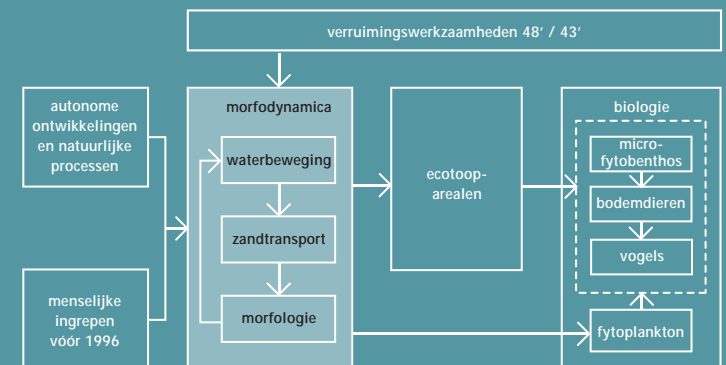 verruimingswerkzaamheden 48' / 43'
autonome
ontwikkelingen
en natuurlijke
processen
menselijke
ingrepen
vóór 1996
morfodynamica
waterbeweging
zandtransport
morfologie
ecotoop-
arealen
biologie
micro-
fytobenthos
bodemdieren
vogels
fytoplankton